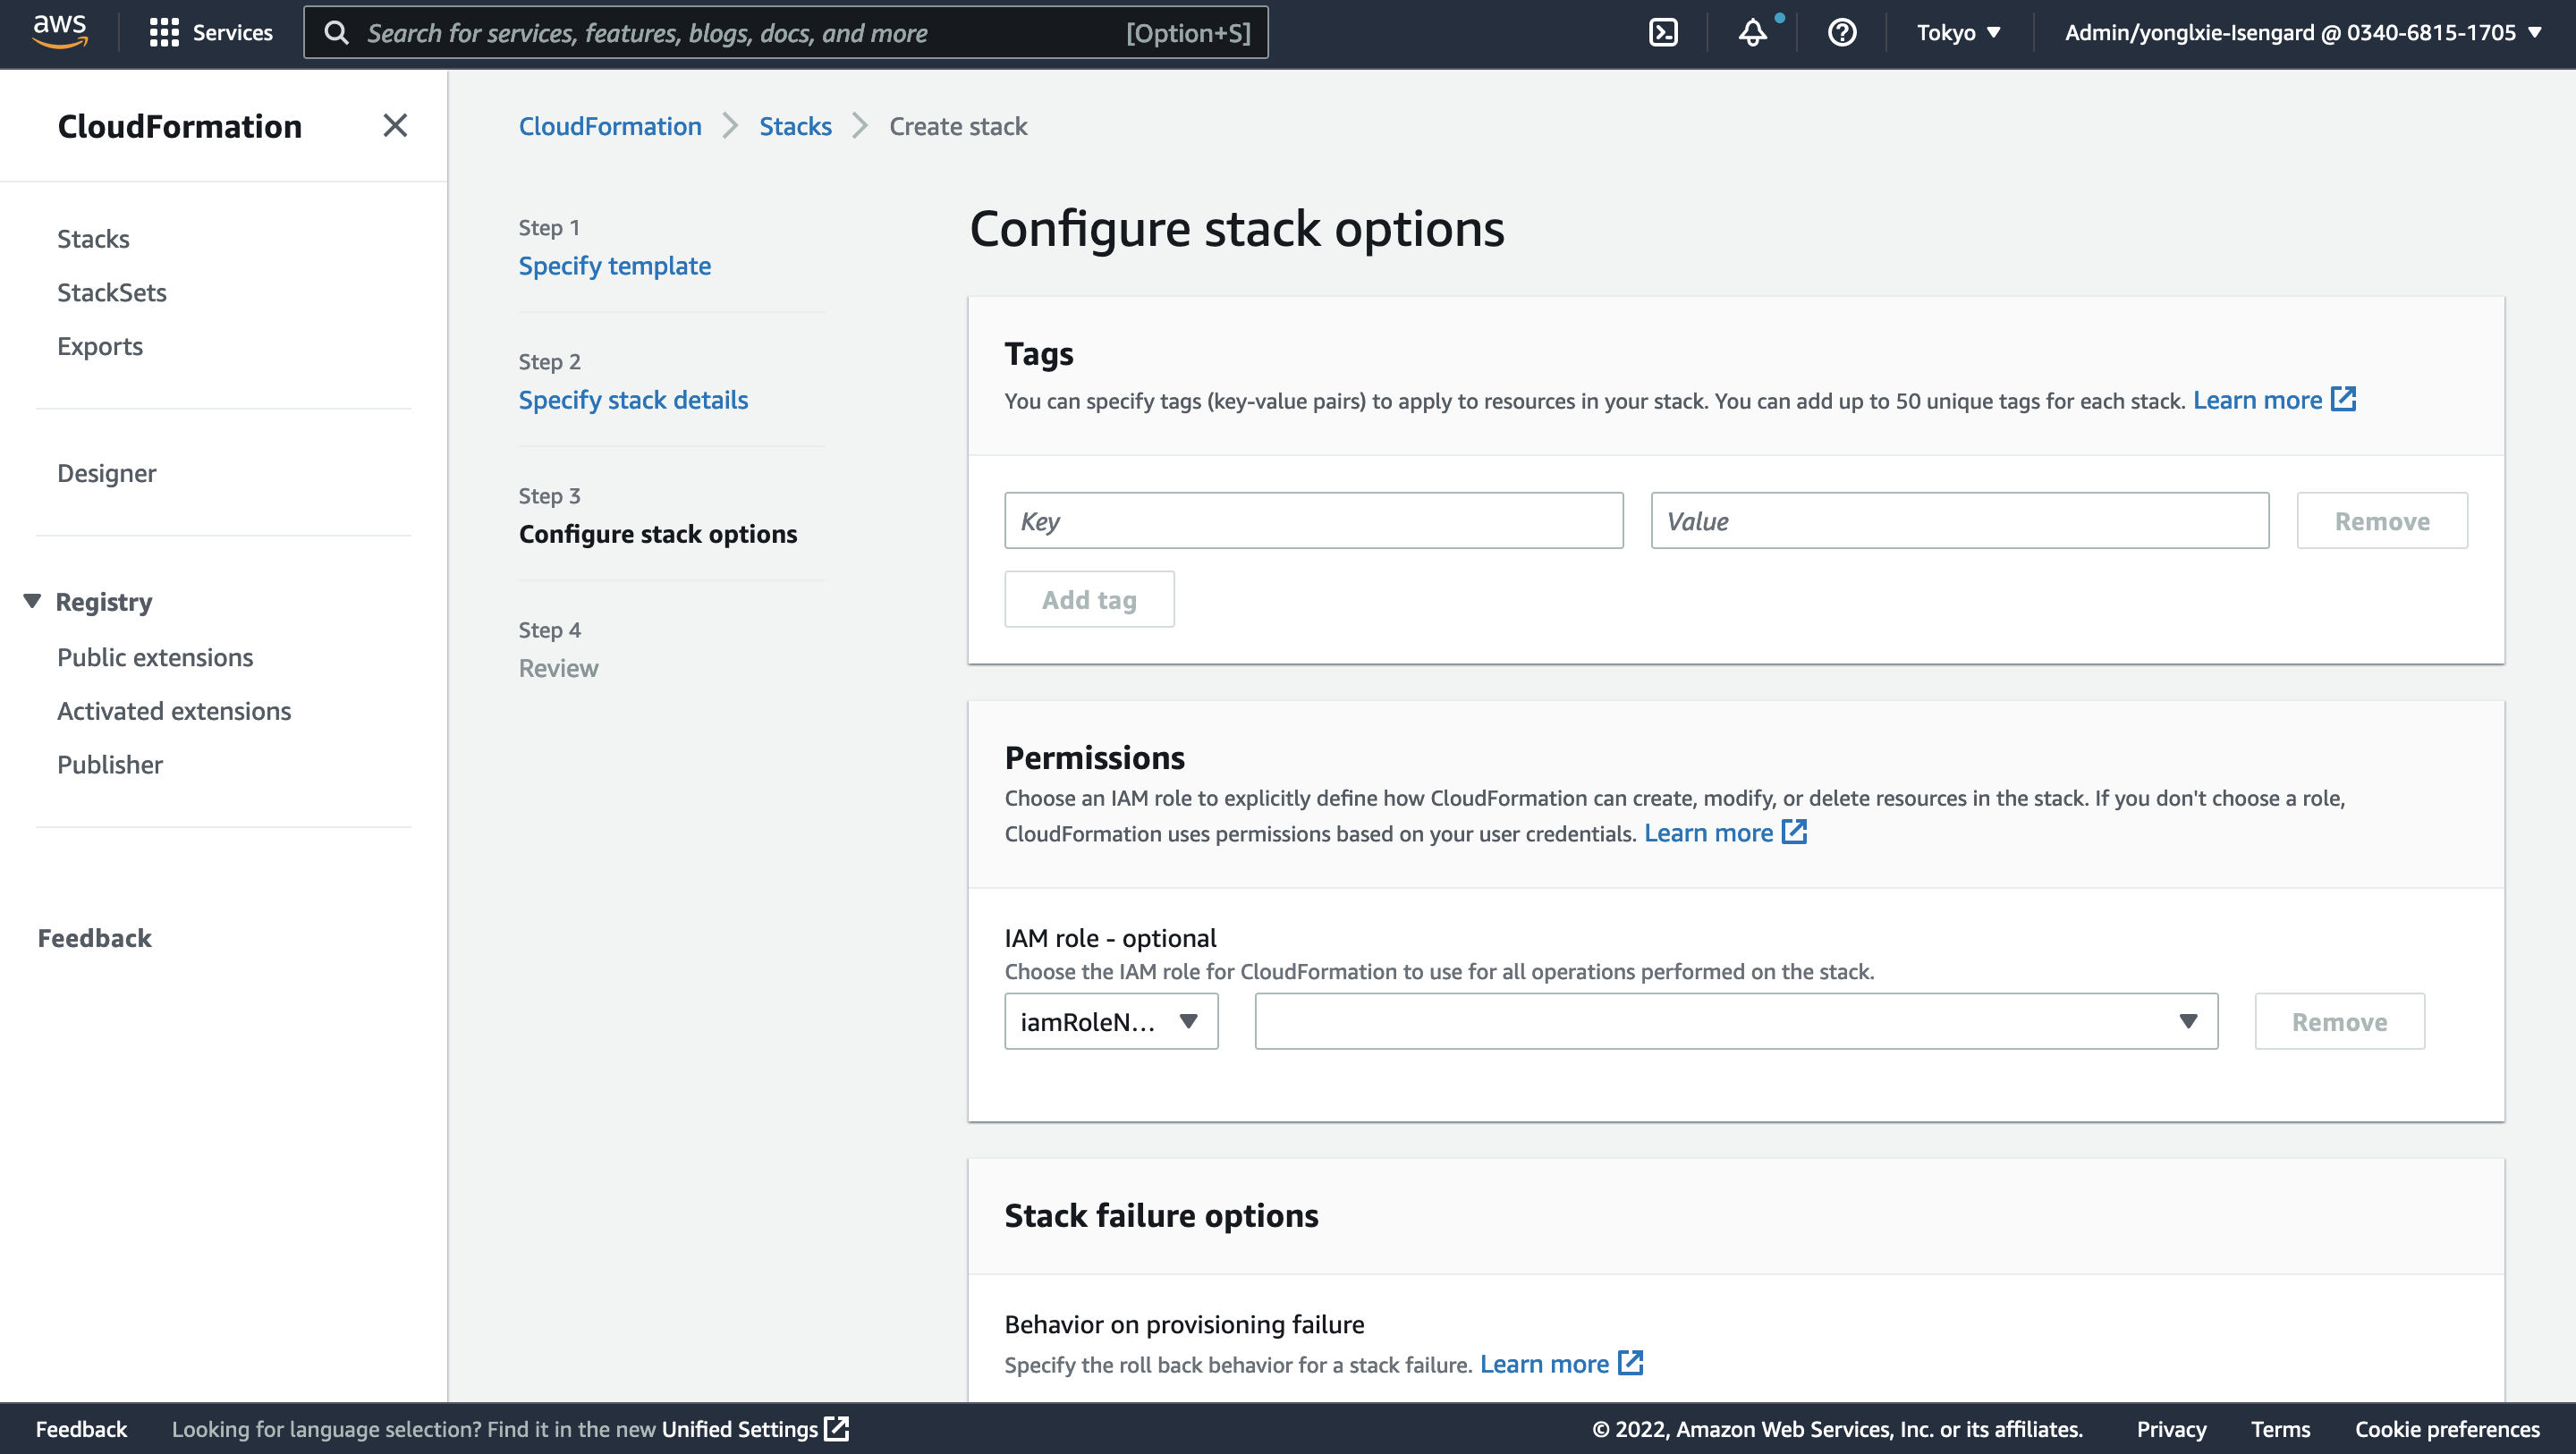 aws
Services
Search for services, features, blogs, docs, and more
[Option+S]
Tokyo
Admin/yonglxie-Isengard @ 0340-6815-1705
CloudFormation
Stacks
StackSets
Exports
Designer
Registry
Public extensions
Activated extensions
Publisher
Feedback
CloudFormation
Stacks
Create stack
Step 1
Specify template
Step 2
Specify stack details
Step 3
Configure stack options
Step 4
Review
Configure stack options
Tags
You can specify tags (key-value pairs) to apply to resources in your stack. You can add up to 50 unique tags for each stack. Learn more
Key
Value
Remove
Add tag
Permissions
Choose an IAM role to explicitly define how CloudFormation can create, modify, or delete resources in the stack. If you don't choose a role,
CloudFormation uses permissions based on your user credentials. Learn more
IAM role - optional
Choose the IAM role for CloudFormation to use for all operations performed on the stack.
iamRoleN...
Remove
Stack failure options
Behavior on provisioning failure
Specify the roll back behavior for a stack failure. Learn more
Feedback
Looking for language selection? Find it in the new Unified Settings
© 2022, Amazon Web Services, Inc. or its affiliates.
Privacy
Terms
Cookie preferences